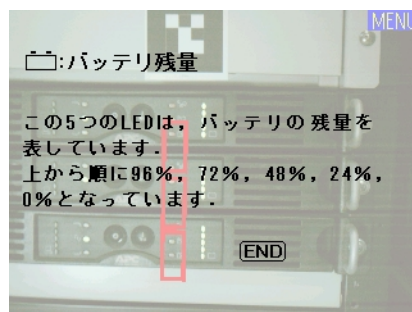 MENU
:バッテリ残量
この5つのLEDは，バッテリの残量を
表しています．
上から順に96%，72%，48%，24%，
0%となっています．
END